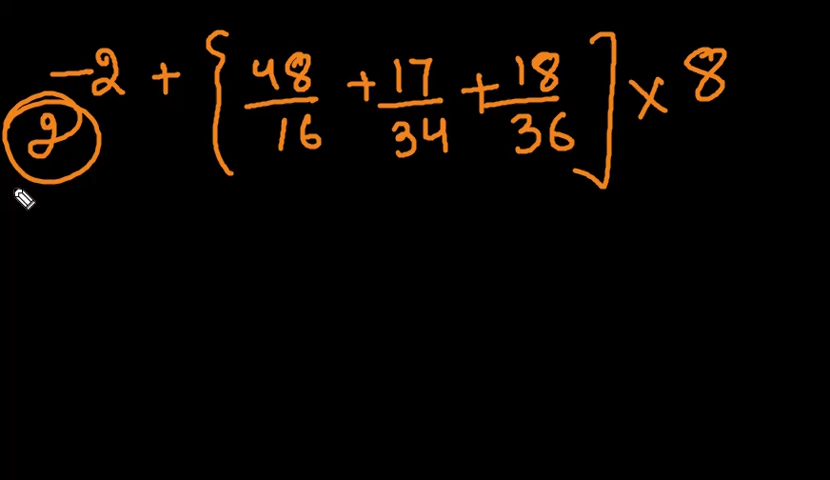 2^-2 + { 48/16 + 17/34 + 18/36 ] × 8